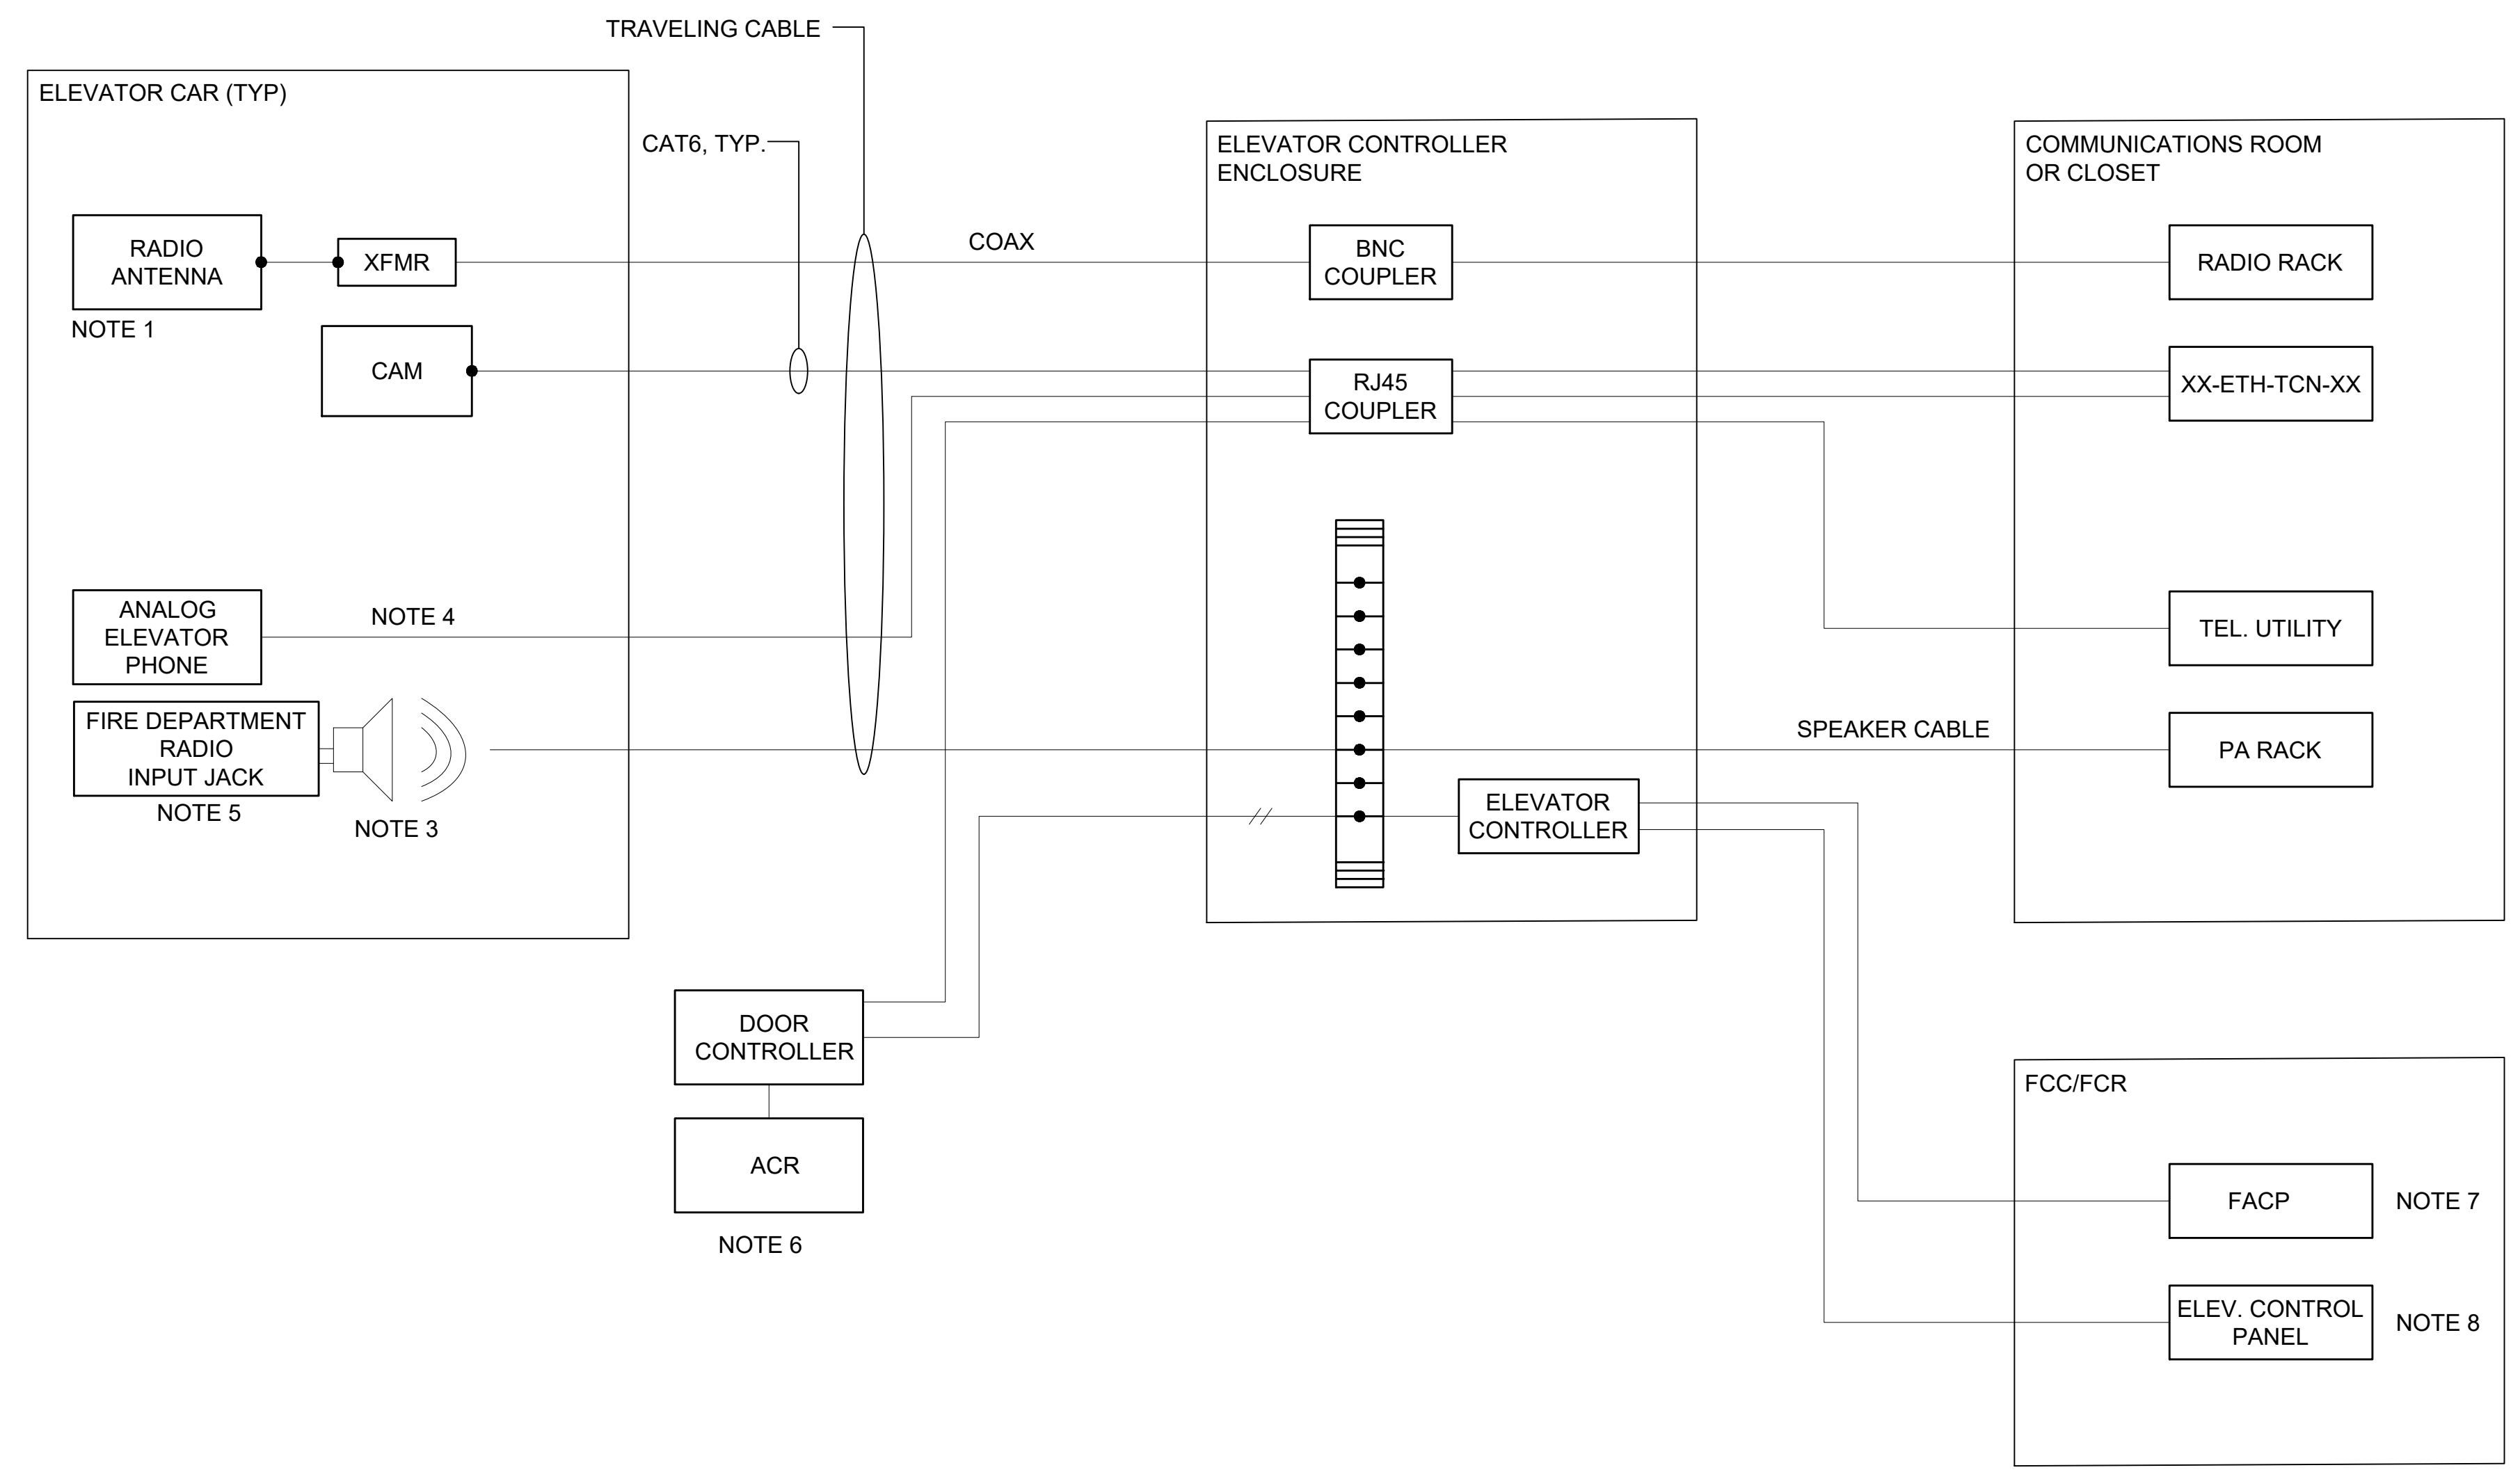 TRAVELING CABLE
ELEVATOR CAR (TYP)
CAT6, TYP.
ELEVATOR CONTROLLER
ENCLOSURE
COMMUNICATIONS ROOM
OR CLOSET
RADIO
ANTENNA
XFMR
COAX
BNC
COUPLER
RADIO RACK
NOTE 1
CAM
RJ45
COUPLER
XX-ETH-TCN-XX
ANALOG
ELEVATOR
PHONE
NOTE 4
TEL. UTILITY
FIRE DEPARTMENT
RADIO
INPUT JACK
NOTE 5
NOTE 3
SPEAKER CABLE
PA RACK
ELEVATOR
CONTROLLER
DOOR
CONTROLLER
ACR
NOTE 6
FCC/FCR
FACP
NOTE 7
ELEV. CONTROL
PANEL
NOTE 8